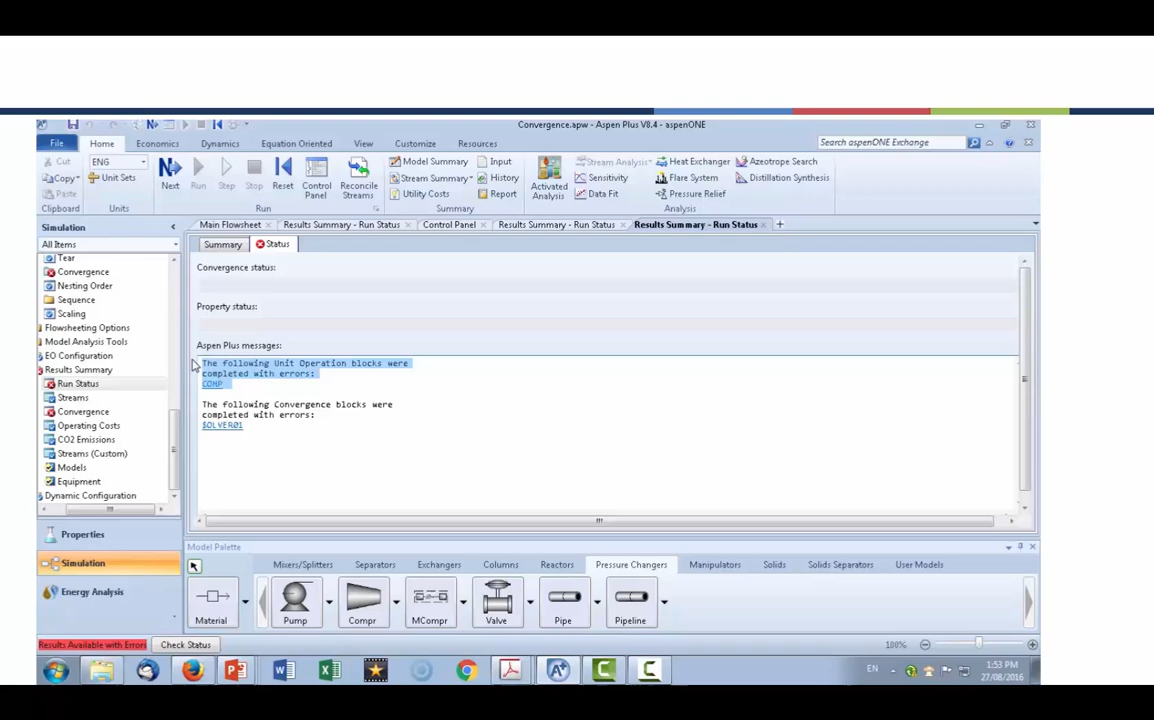 Convergence.apw - Aspen Plus V8.4 - aspenONE
File Home Economics Dynamics Equation Oriented View Customize Resources
Search aspenONE Exchange
Cut
Copy
Paste
Clipboard
ENG
Unit Sets
Units
Next Run Step Stop Reset Control Panel Reconcile Streams
Run
Model Summary Input
Stream Summary History
Utility Costs Report
Summary
Activated Analysis
Stream Analysis Heat Exchanger Azeotrope Search
Sensitivity Flare System Distillation Synthesis
Data Fit Pressure Relief
Analysis
Simulation
All Items
Main Flowsheet Results Summary - Run Status Control Panel Results Summary - Run Status Results Summary - Run Status
Tear
Convergence
Nesting Order
Sequence
Scaling
Flowsheeting Options
Model Analysis Tools
EO Configuration
Results Summary
Run Status
Streams
Convergence
Operating Costs
CO2 Emissions
Streams (Custom)
Models
Equipment
Dynamic Configuration
Properties
Simulation
Energy Analysis
Summary Status
Convergence status:
Property status:
Aspen Plus messages:
The following Unit Operation blocks were
completed with errors:
COMP
The following Convergence blocks were
completed with errors:
$OLVER01
Model Palette
Mixers/Splitters Separators Exchangers Columns Reactors Pressure Changers Manipulators Solids Solids Separators User Models
Material Pump Compr MCompr Valve Pipe Pipeline
Results Available with Errors Check Status
100%
EN
1:53 PM
27/08/2016